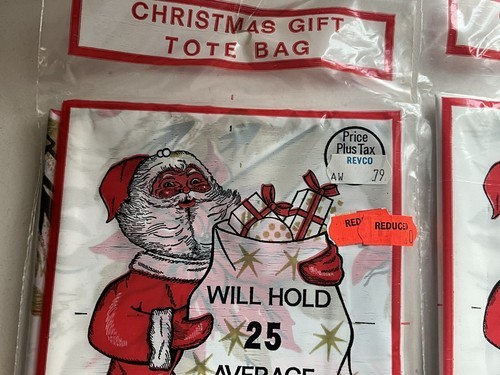 CHRISTMAS GIFT
TOTE BAG
Price
Plus Tax
REVCO
AW .79
REDUCED
WILL HOLD
25
AVERAGE